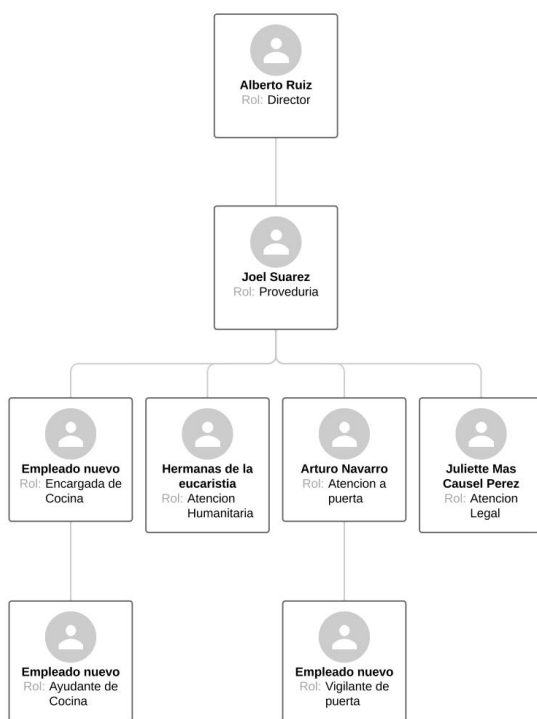 Alberto Ruiz
Rol: Director
Joel Suarez
Rol: Proveduria
Empleado nuevo
Rol: Encargada de
Cocina
Hermanas de la
eucaristia
Rol: Atencion
Humanitaria
Arturo Navarro
Rol: Atencion a
puerta
Juliette Mas
Causel Perez
Rol: Atencion
Legal
Empleado nuevo
Rol: Ayudante de
Cocina
Empleado nuevo
Rol: Vigilante de
puerta